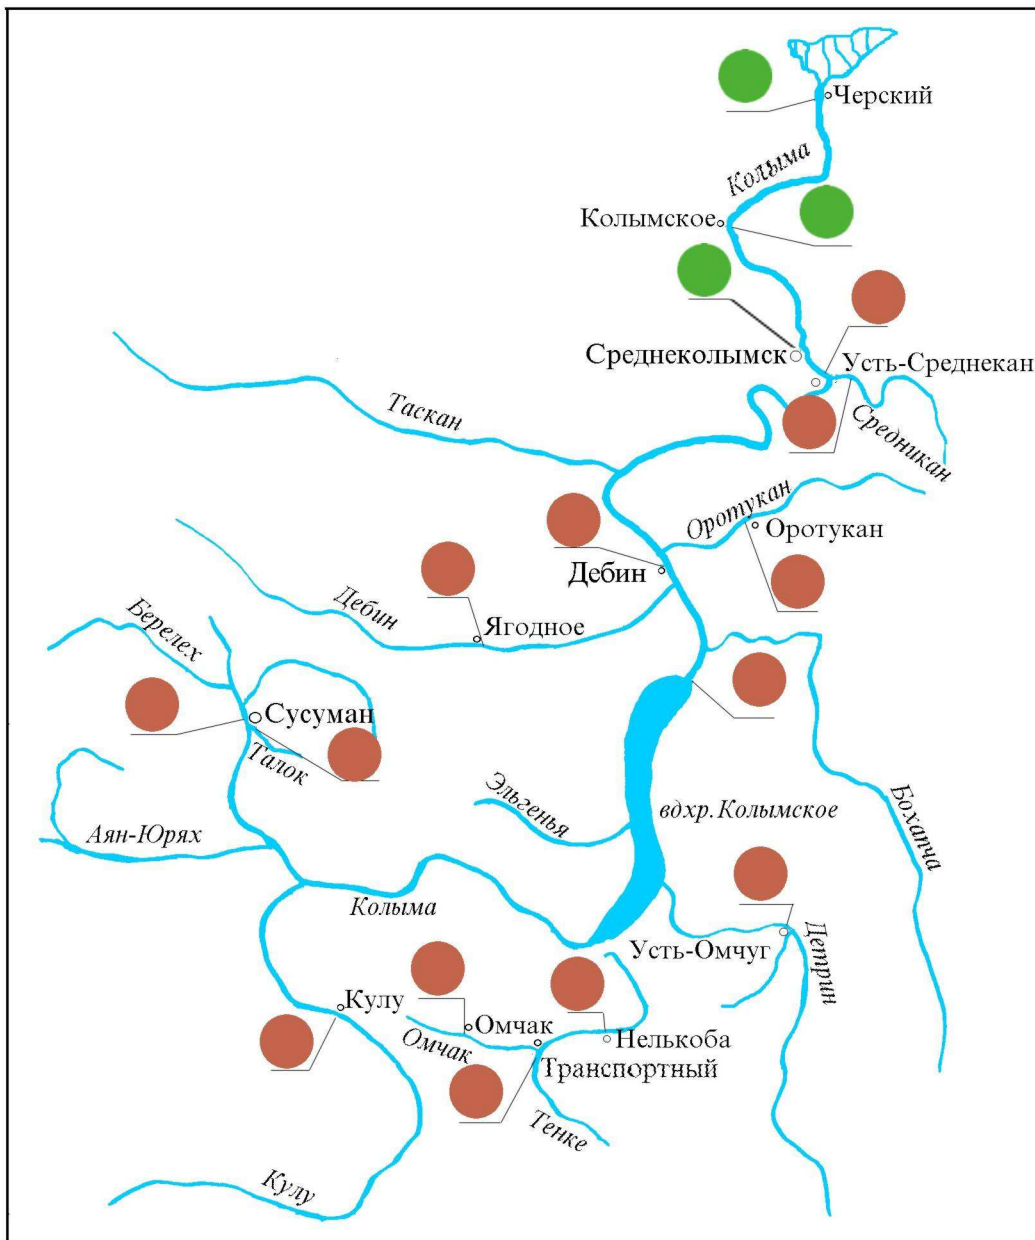 Черский
Колыма
Колымское
Среднеколымск
Усть-Среднекан
Средникан
Таскан
Оротукан
Оротукан
Дебин
Дебин
Ягодное
Берелех
Сусуман
Талок
Эльгенья
вдхр. Колымское
Бохапча
Аян-Юрях
Колыма
Усть-Омчуг
Детрин
Кулу
Омчак
Омчак
Нелькоба
Транспортный
Тенке
Кулу